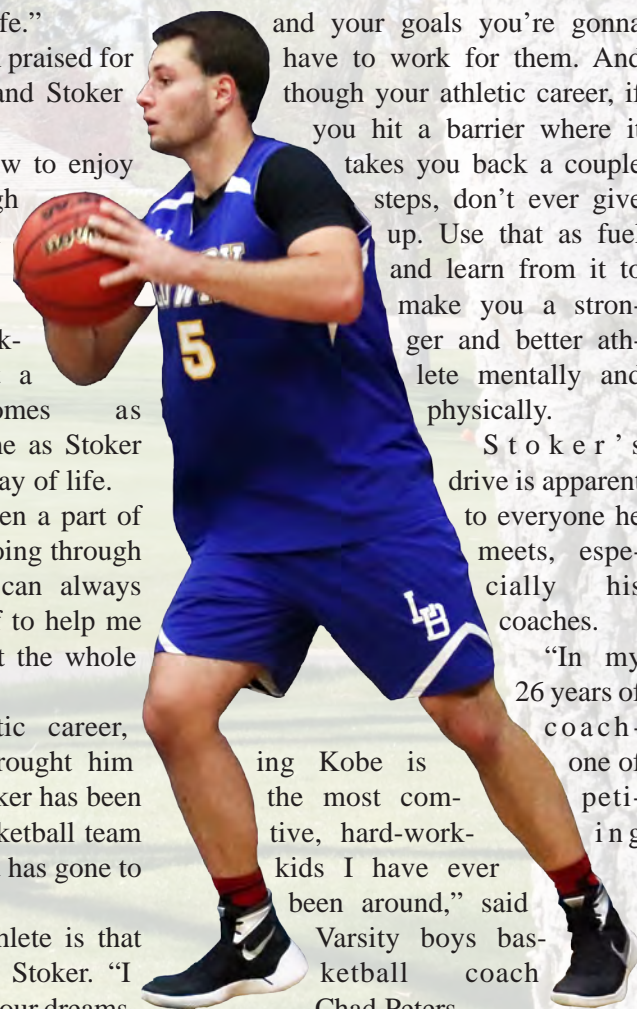 fe.”
praised for
and Stoker
w to enjoy
gh
k-
a
omes as
ne as Stoker
ay of life.
en a part of
oing through
can always
f to help me
t the whole
tic career,
rought him
ker has been
ketball team
has gone to
hlete is that
Stoker. “I
our dreams
and your goals you’re gonna
have to work for them. And
though your athletic career, if
you hit a barrier where it
takes you back a couple
steps, don’t ever give
up. Use that as fuel
and learn from it to
make you a stron-
ger and better ath-
lete mentally and
physically.
Stoker’s
drive is apparent
to everyone he
meets, espe-
cially his
coaches.
“In my
26 years of
coach-
ing Kobe is one of
the most com- peti-
tive, hard-work- ing
kids I have ever
been around,” said
Varsity boys bas-
ketball coach
Chad Peters
5
LB